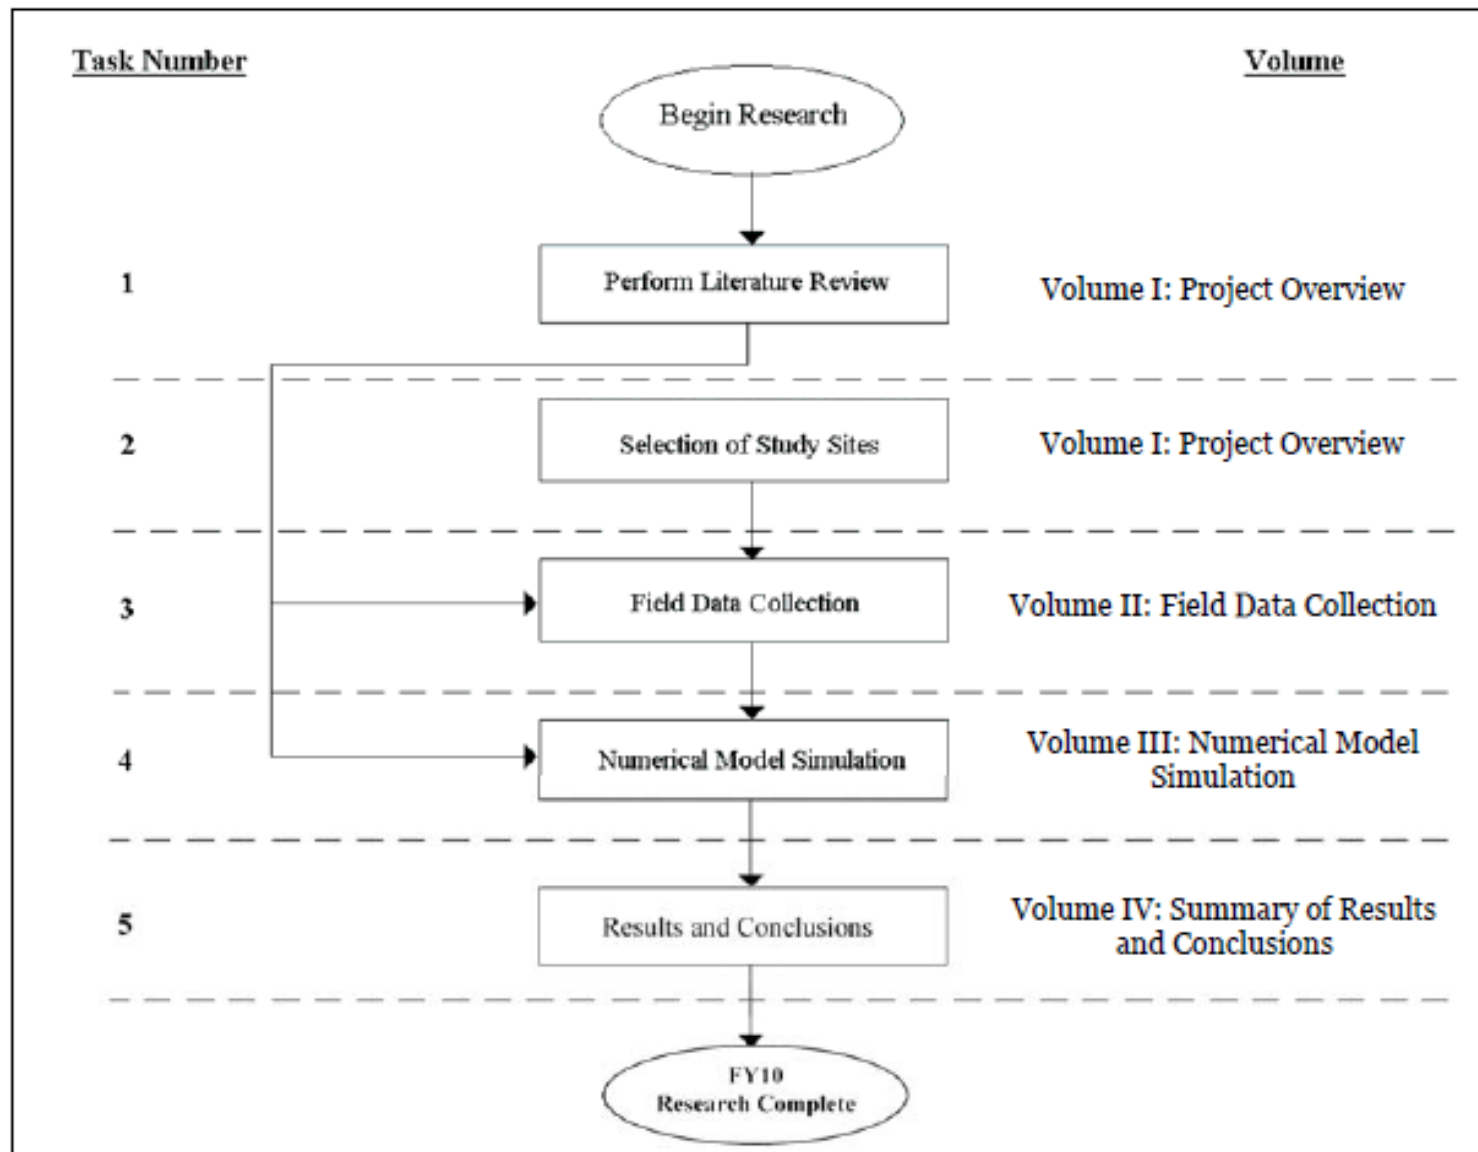 Task Number
Volume
Begin Research
1
Perform Literature Review
Volume I: Project Overview
2
Selection of Study Sites
Volume I: Project Overview
3
Field Data Collection
Volume II: Field Data Collection
4
Numerical Model Simulation
Volume III: Numerical Model
Simulation
5
Results and Conclusions
Volume IV: Summary of Results
and Conclusions
FY10
Research Complete